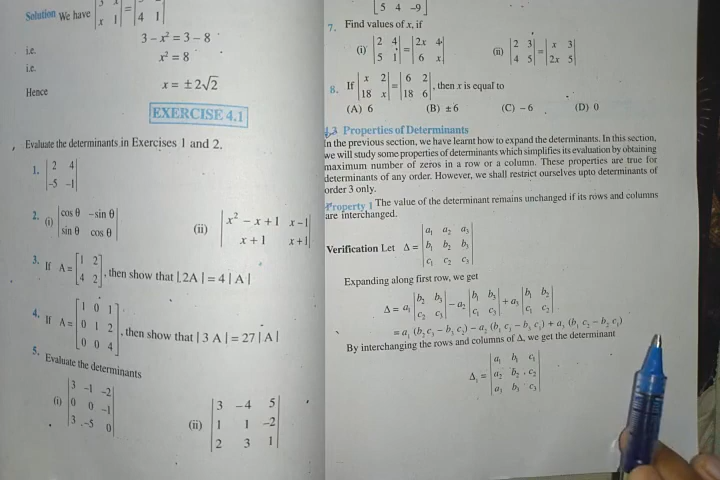 Solution We have | 3 x x 1 | = | 4 1 |
3 – x² = 3 – 8
i.e.
x² = 8
i.e.
Hence
x = ± 2√2
EXERCISE 4.1
Evaluate the determinants in Exercises 1 and 2.
1. | 2 4 |
| –5 –1 |
2. (i) | cos θ –sin θ |
| sin θ cos θ |
(ii) | x² – x + 1 x – 1 |
| x + 1 x + 1 |
3. If A = [ 1 2 ]
[ 4 2 ] , then show that | 2A | = 4 | A |
4. If A = [ 1 0 1 ]
[ 0 1 2 ] , then show that | 3 A | = 27 | A |
[ 0 0 4 ]
5. Evaluate the determinants
(i) | 3 –1 –2 |
| 0 0 –1 |
| 3 –5 0 |
(ii) | 3 –4 5 |
| 1 1 –2 |
| 2 3 1 |
[ 5 4 –9 ]
7. Find values of x, if
(i) | 2 4 | = | 2x 4 |
| 5 1 | | 6 x |
(ii) | 2 3 | = | x 3 |
| 4 5 | | 2x 5 |
8. If | x 2 | = | 6 2 | , then x is equal to
| 18 x | | 18 6 |
(A) 6 (B) ± 6 (C) – 6 (D) 0
4.3 Properties of Determinants
In the previous section, we have learnt how to expand the determinants. In this section,
we will study some properties of determinants which simplifies its evaluation by obtaining
maximum number of zeros in a row or a column. These properties are true for
determinants of any order. However, we shall restrict ourselves upto determinants of
order 3 only.
Property 1 The value of the determinant remains unchanged if its rows and columns
are interchanged.
Verification Let Δ = | a₁ a₂ a₃ |
| b₁ b₂ b₃ |
| c₁ c₂ c₃ |
Expanding along first row, we get
Δ = a₁ | b₂ b₃ | – a₂ | b₁ b₃ | + a₃ | b₁ b₂ |
| c₂ c₃ | | c₁ c₃ | | c₁ c₂ |
= a₁ (b₂ c₃ – b₃ c₂) – a₂ (b₁ c₃ – b₃ c₁) + a₃ (b₁ c₂ – b₂ c₁)
By interchanging the rows and columns of Δ, we get the determinant
Δ₁ = | a₁ b₁ c₁ |
| a₂ b₂ c₂ |
| a₃ b₃ c₃ |